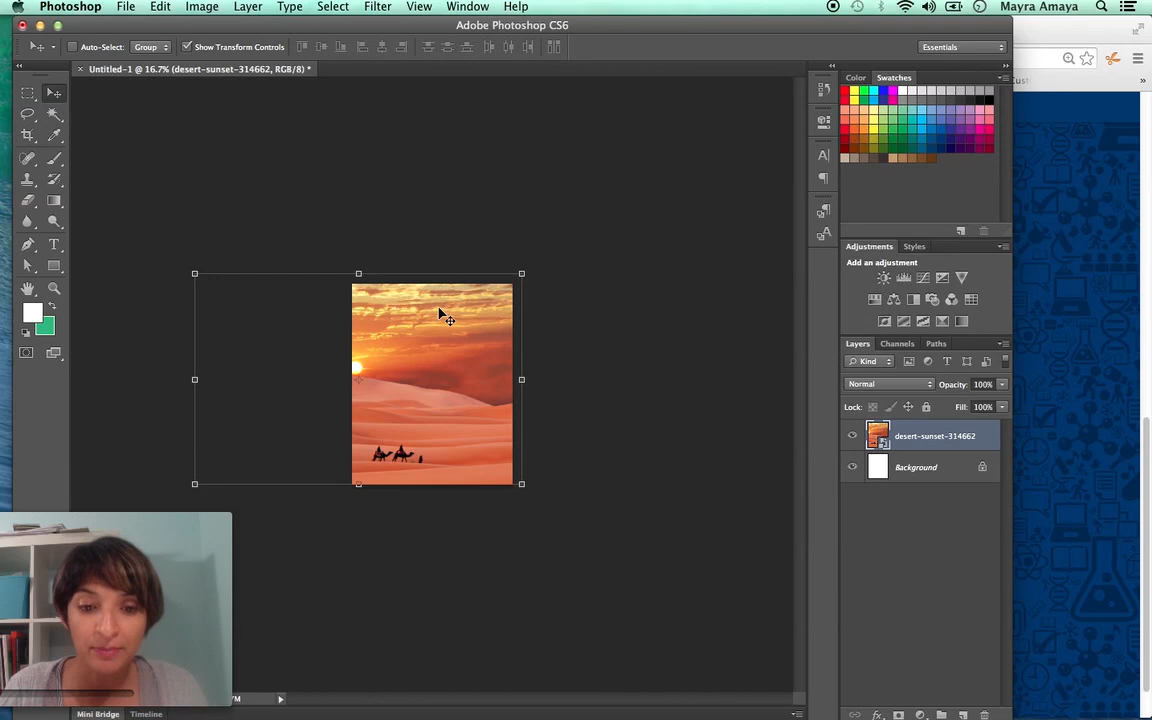 Photoshop File Edit Image Layer Type Select Filter View Window Help Mayra Amaya
Adobe Photoshop CS6
Auto-Select: Group Show Transform Controls Essentials
Untitled-1 @ 16.7% (desert-sunset-314662, RGB/8) *
Color Swatches
Adjustments Styles
Add an adjustment
Layers Channels Paths
Kind
Normal Opacity: 100%
Lock: Fill: 100%
desert-sunset-314662
Background
Mini Bridge Timeline